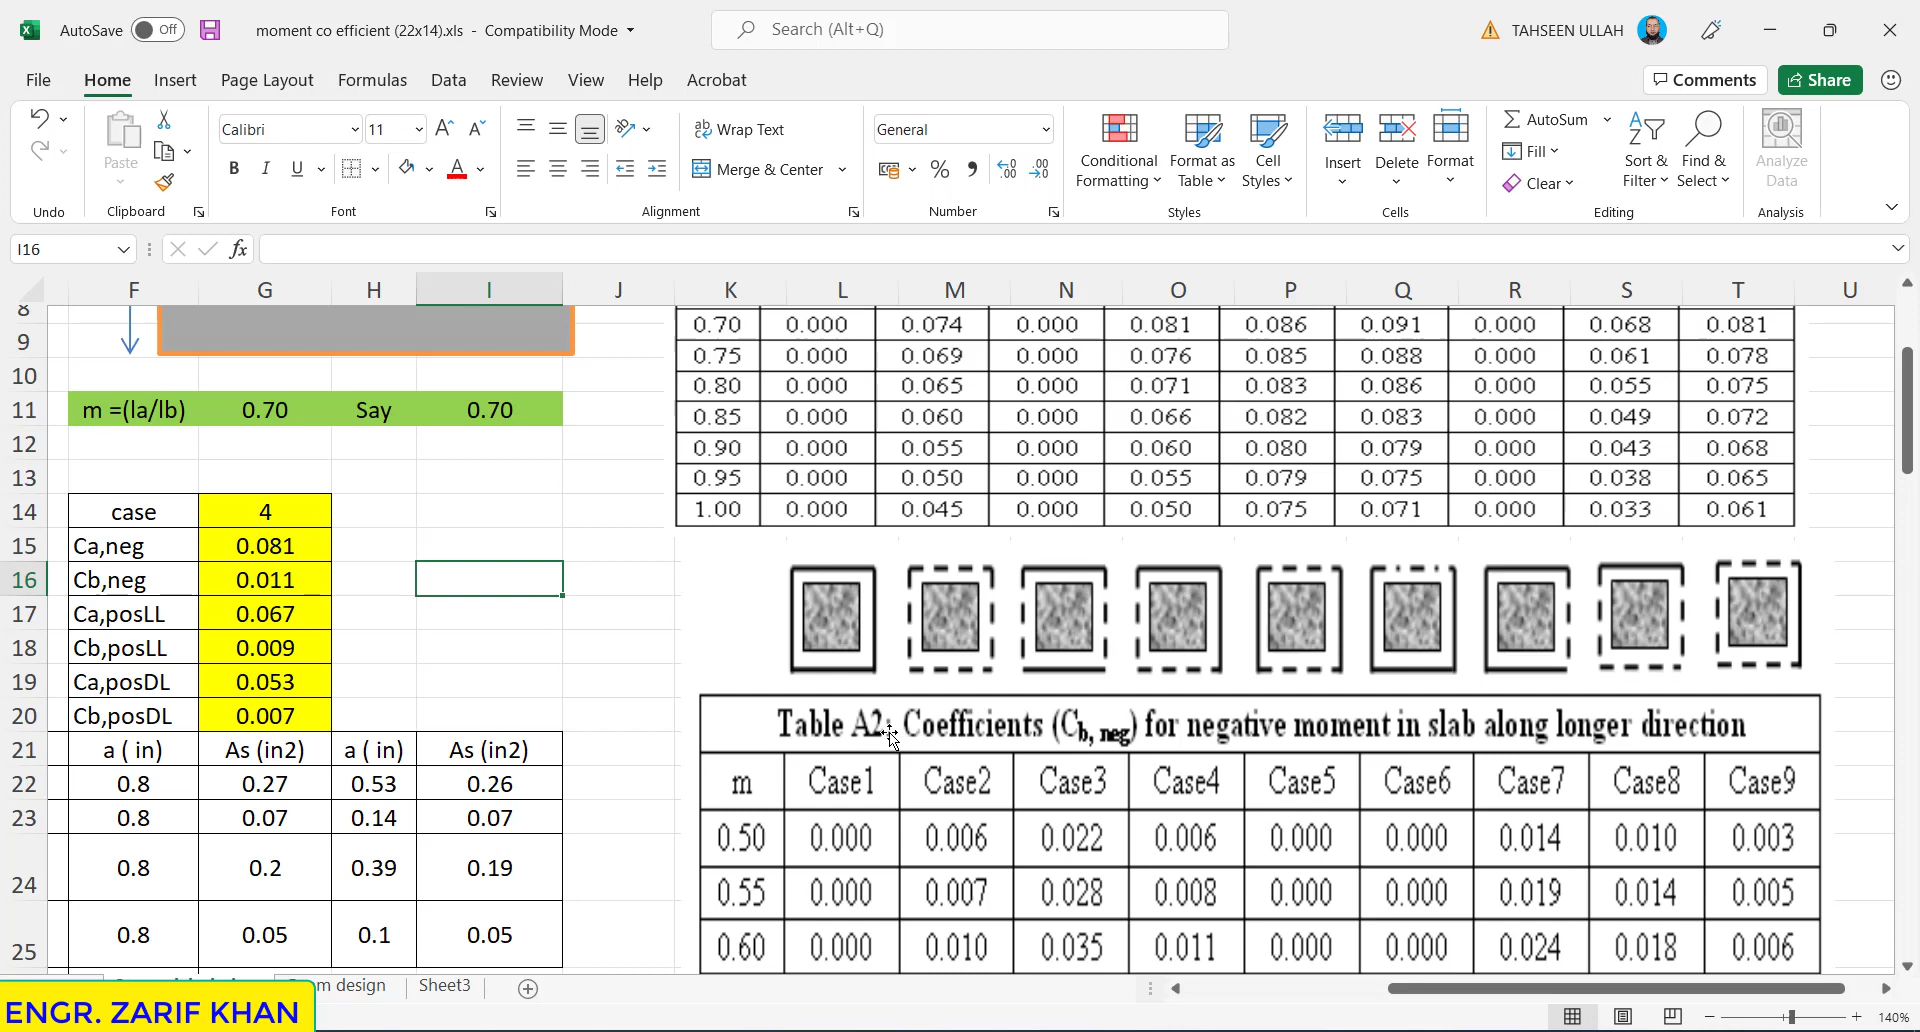 AutoSave Off moment co efficient (22x14).xls - Compatibility Mode Search (Alt+Q) TAHSEEN ULLAH
File Home Insert Page Layout Formulas Data Review View Help Acrobat Comments Share
Calibri 11 Wrap Text General AutoSum
Paste Conditional Format as Cell Insert Delete Format Fill Sort & Find & Analyze
B I U Merge & Center % Formatting Table Styles Clear Filter Select Data
Undo Clipboard Font Alignment Number Styles Cells Editing Analysis
I16 fx
F G H I J K L M N O P Q R S T U
8 0.70 0.000 0.074 0.000 0.081 0.086 0.091 0.000 0.068 0.081
9 0.75 0.000 0.069 0.000 0.076 0.085 0.088 0.000 0.061 0.078
10 0.80 0.000 0.065 0.000 0.071 0.083 0.086 0.000 0.055 0.075
11 m =(la/lb) 0.70 Say 0.70 0.85 0.000 0.060 0.000 0.066 0.082 0.083 0.000 0.049 0.072
12 0.90 0.000 0.055 0.000 0.060 0.080 0.079 0.000 0.043 0.068
13 0.95 0.000 0.050 0.000 0.055 0.079 0.075 0.000 0.038 0.065
14 case 4 1.00 0.000 0.045 0.000 0.050 0.075 0.071 0.000 0.033 0.061
15 Ca,neg 0.081
16 Cb,neg 0.011
17 Ca,posLL 0.067
18 Cb,posLL 0.009
19 Ca,posDL 0.053
20 Cb,posDL 0.007 Table A2: Coefficients (Cb, neg) for negative moment in slab along longer direction
21 a ( in) As (in2) a ( in) As (in2)
22 0.8 0.27 0.53 0.26 m Case1 Case2 Case3 Case4 Case5 Case6 Case7 Case8 Case9
23 0.8 0.07 0.14 0.07 0.50 0.000 0.006 0.022 0.006 0.000 0.000 0.014 0.010 0.003
24 0.8 0.2 0.39 0.19 0.55 0.000 0.007 0.028 0.008 0.000 0.000 0.019 0.014 0.005
25 0.8 0.05 0.1 0.05 0.60 0.000 0.010 0.035 0.011 0.000 0.000 0.024 0.018 0.006
m design Sheet3
ENGR. ZARIF KHAN
140%